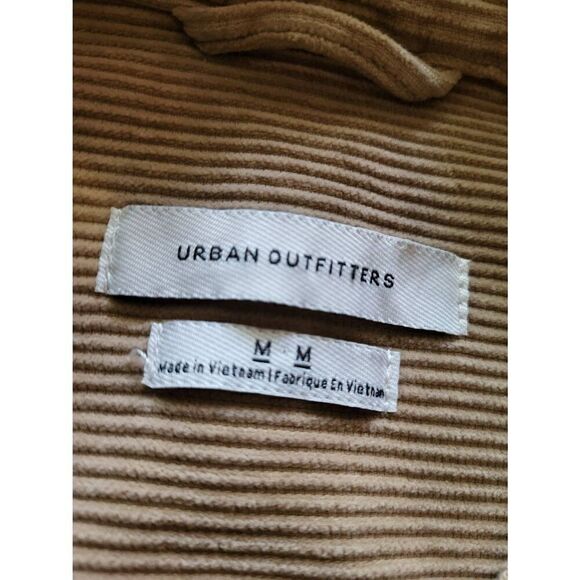 URBAN OUTFITTERS
M M
Made in Vietnam | Fabrique En Vietnam